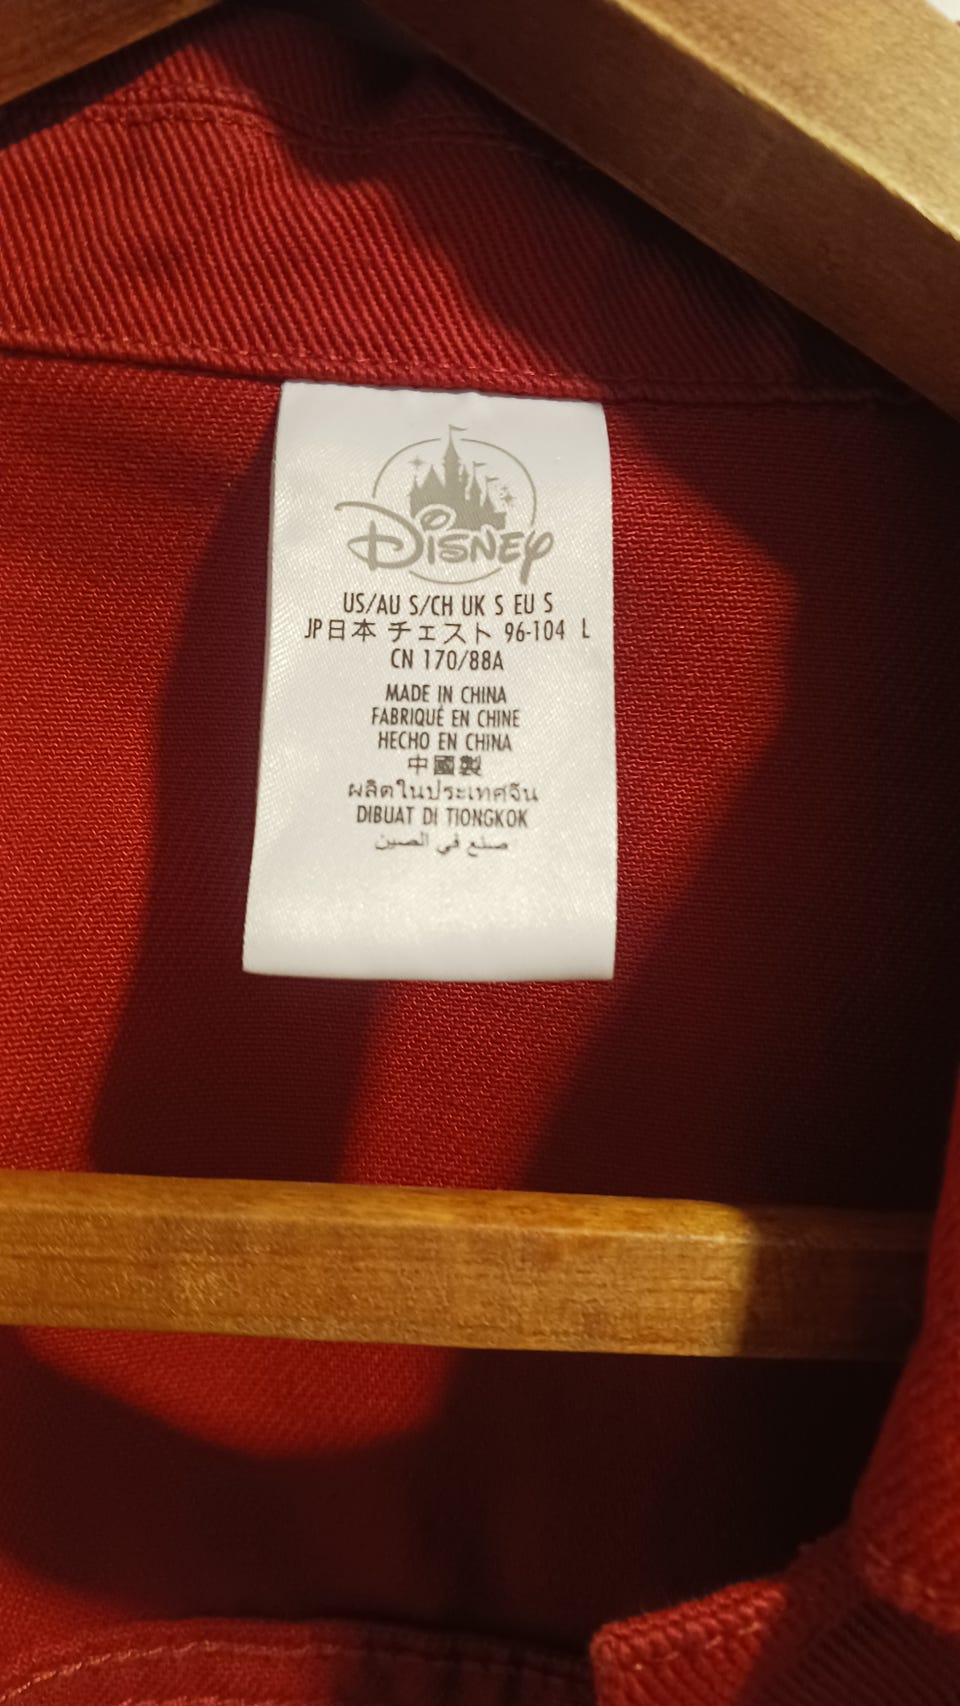 Disney
US/AU S/CH UK S EU S
JP日本 チェスト 96-104 L
CN 170/88A
MADE IN CHINA
FABRIQUÉ EN CHINE
HECHO EN CHINA
中國製
ผลิตในประเทศจีน
DIBUAT DI TIONGKOK
صنع في الصين